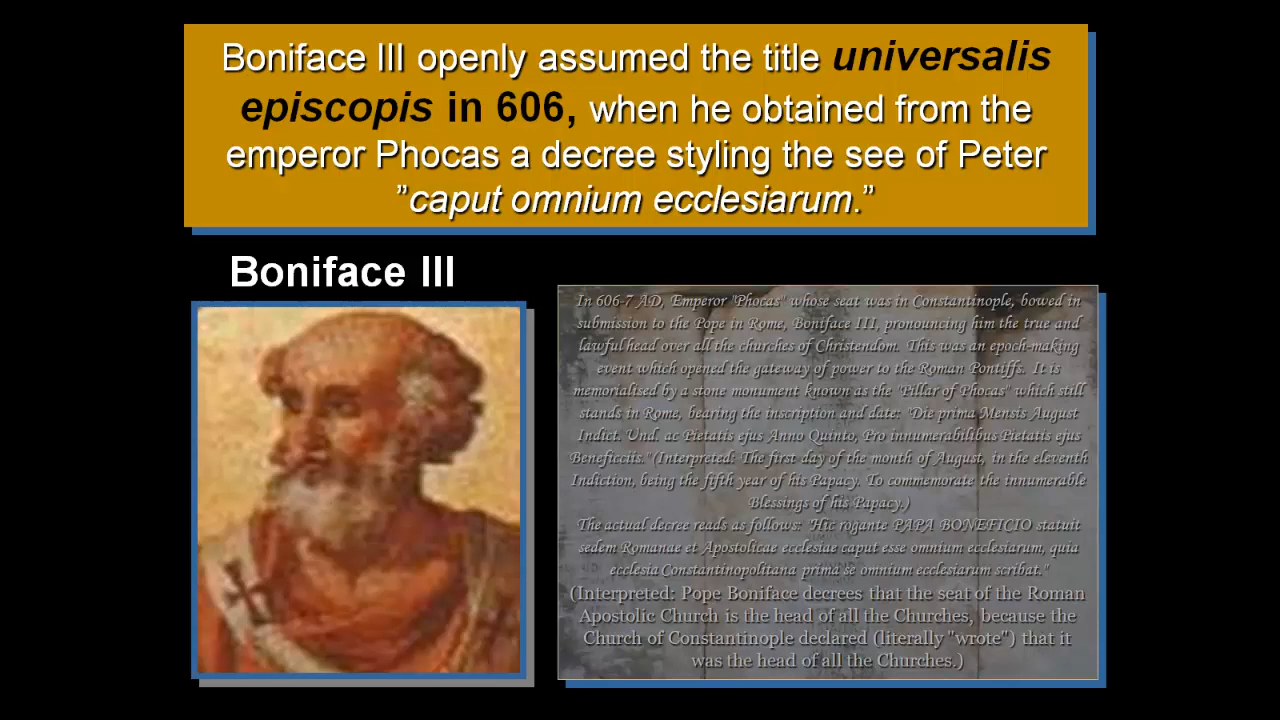 Boniface III openly assumed the title universalis
episcopis in 606, when he obtained from the
emperor Phocas a decree styling the see of Peter
”caput omnium ecclesiarum.”
Boniface III
In 606-7 AD, Emperor "Phocas" whose seat was in Constantinople, bowed in
submission to the Pope in Rome, Boniface III, pronouncing him the true and
lawful head over all the churches of Christendom. This was an epoch-making
event which opened the gateway of power to the Roman Pontiffs. It is
memorialised by a stone monument known as the "Pillar of Phocas" which still
stands in Rome, bearing the inscription and date: "Die prima Mensis August
Indict. Und. ac Pietatis ejus Anno Quinto, Pro innumerabilibus Pietatis ejus
Beneficciis." (Interpreted: The first day of the month of August, in the eleventh
Indiction, being the fifth year of his Papacy. To commemorate the innumerable
Blessings of his Papacy.)
The actual decree reads as follows: "Hic rogante PAPA BONEFICIO statuit
sedem Romanae et Apostolicae ecclesiae caput esse omnium ecclesiarum, quia
ecclesia Constantinopolitana prima se omnium ecclesiarum scribat."
(Interpreted: Pope Boniface decrees that the seat of the Roman
Apostolic Church is the head of all the Churches, because the
Church of Constantinople declared (literally "wrote") that it
was the head of all the Churches.)